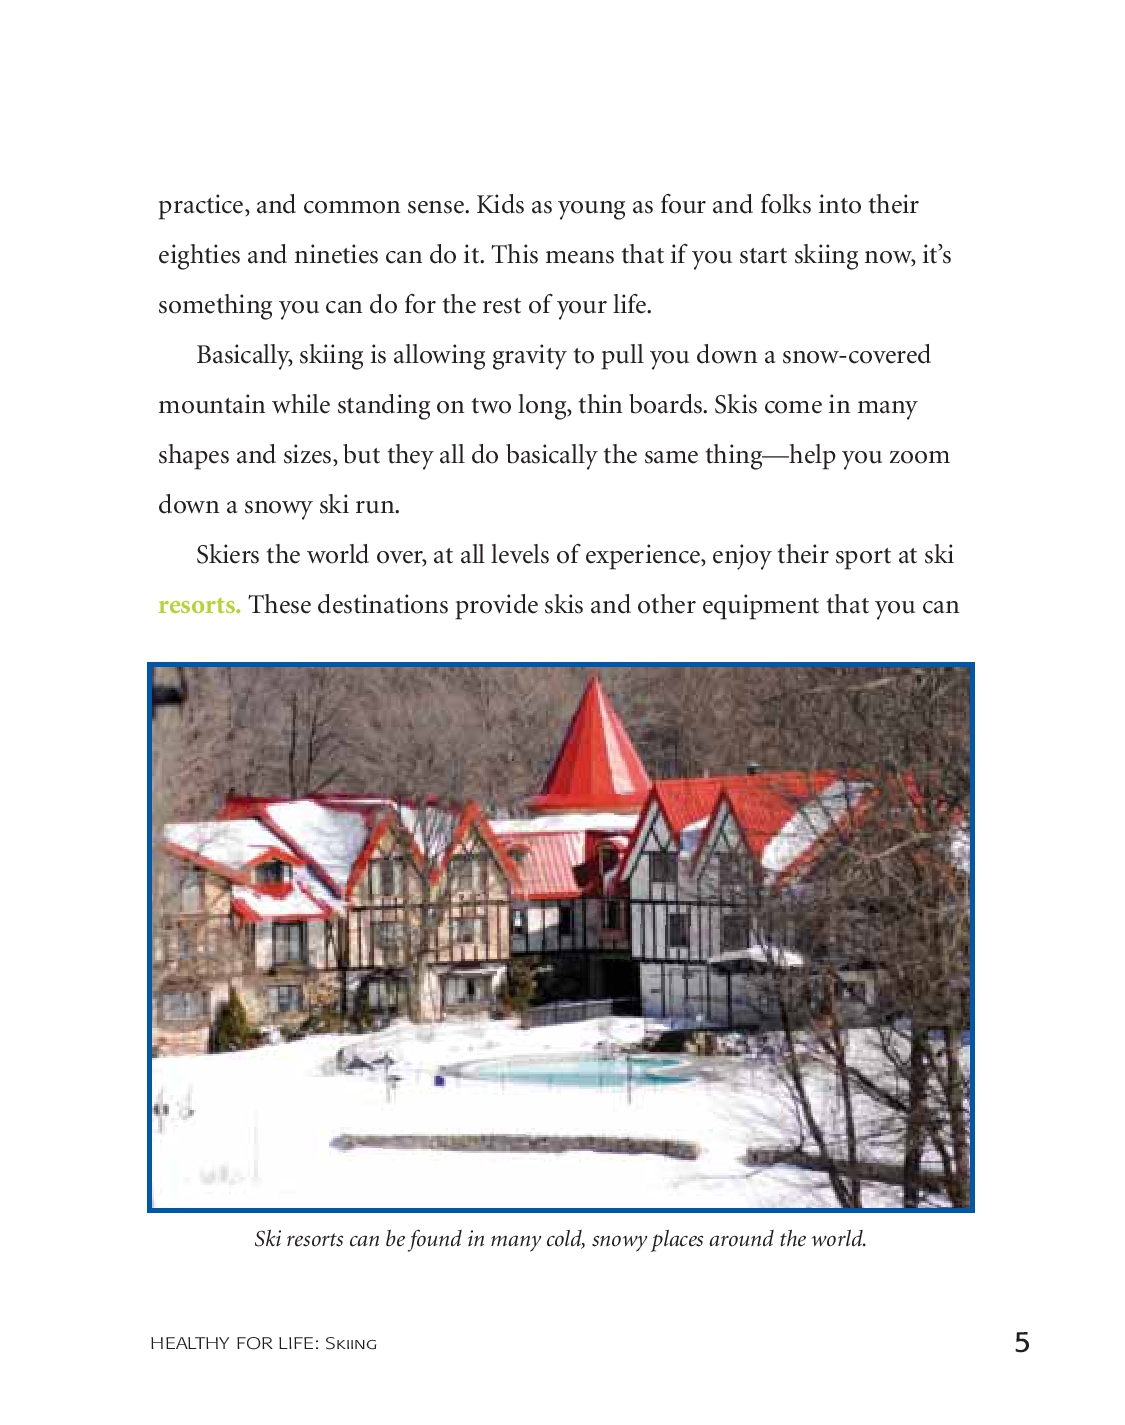 practice, and common sense. Kids as young as four and folks into their
eighties and nineties can do it. This means that if you start skiing now, it’s
something you can do for the rest of your life.
Basically, skiing is allowing gravity to pull you down a snow-covered
mountain while standing on two long, thin boards. Skis come in many
shapes and sizes, but they all do basically the same thing—help you zoom
down a snowy ski run.
Skiers the world over, at all levels of experience, enjoy their sport at ski
resorts. These destinations provide skis and other equipment that you can
Ski resorts can be found in many cold, snowy places around the world.
HEALTHY FOR LIFE: SKIING
5